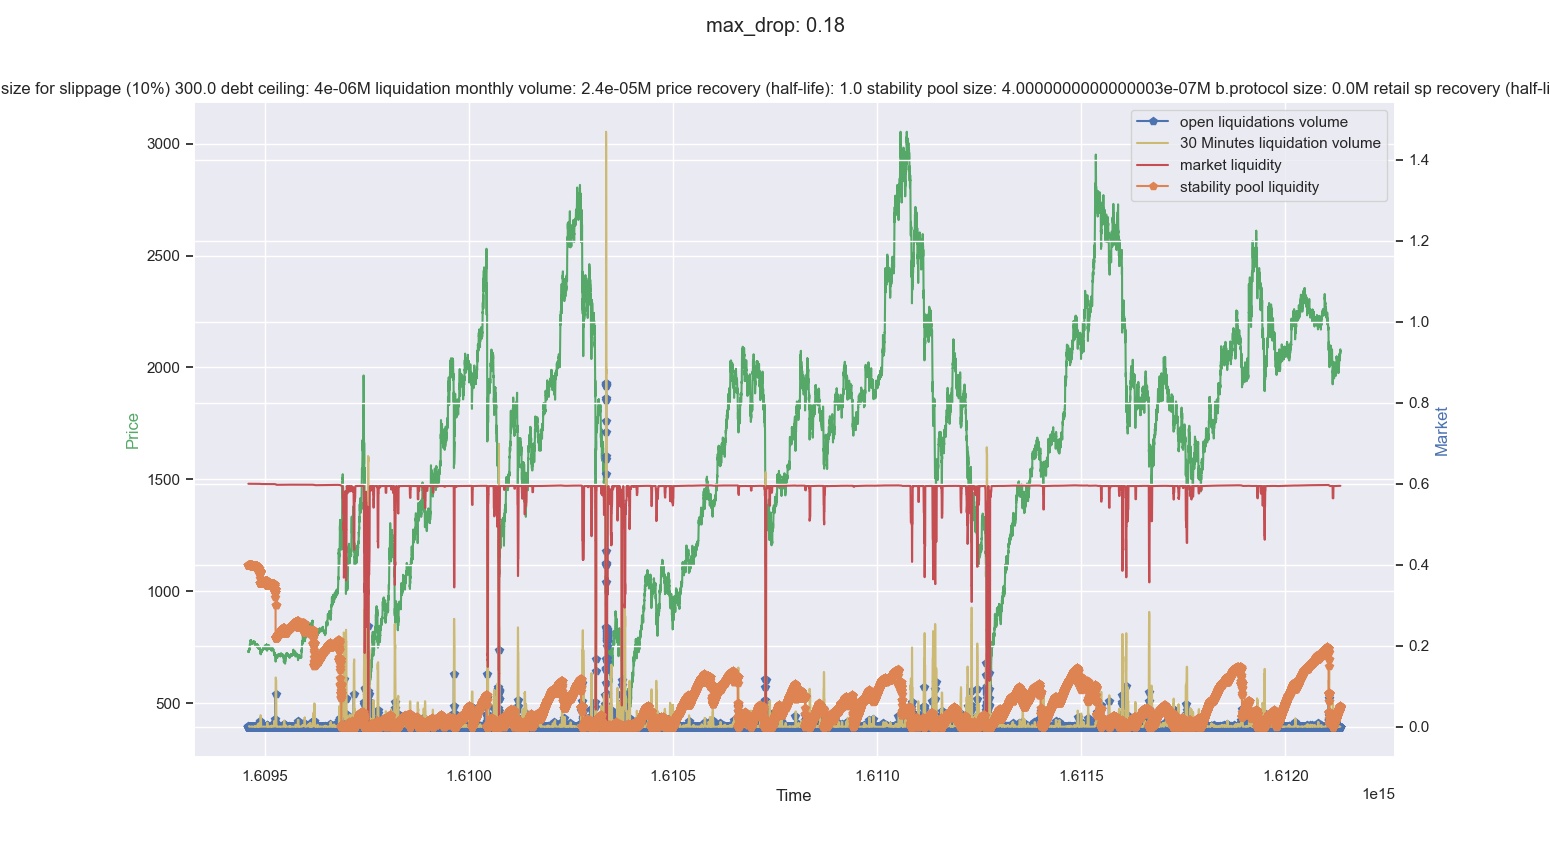 max_drop: 0.18
size for slippage (10%) 300.0 debt ceiling: 4e-06M liquidation monthly volume: 2.4e-05M price recovery (half-life): 1.0 stability pool size: 4.0000000000000003e-07M b.protocol size: 0.0M retail sp recovery (half-li
open liquidations volume
30 Minutes liquidation volume
market liquidity
stability pool liquidity
3000
2500
2000
1500
1000
500
Price
1.4
1.2
1.0
0.8
0.6
0.4
0.2
0.0
Market
1.6095
1.6100
1.6105
1.6110
1.6115
1.6120
1e15
Time